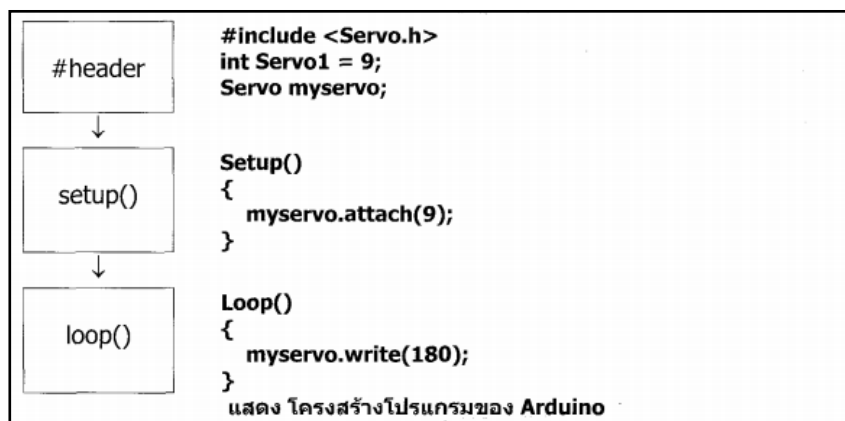 #header
#include <Servo.h>
int Servo1 = 9;
Servo myservo;
↓
setup()
Setup()
{
myservo.attach(9);
}
↓
loop()
Loop()
{
myservo.write(180);
}
แสดง โครงสร้างโปรแกรมของ Arduino